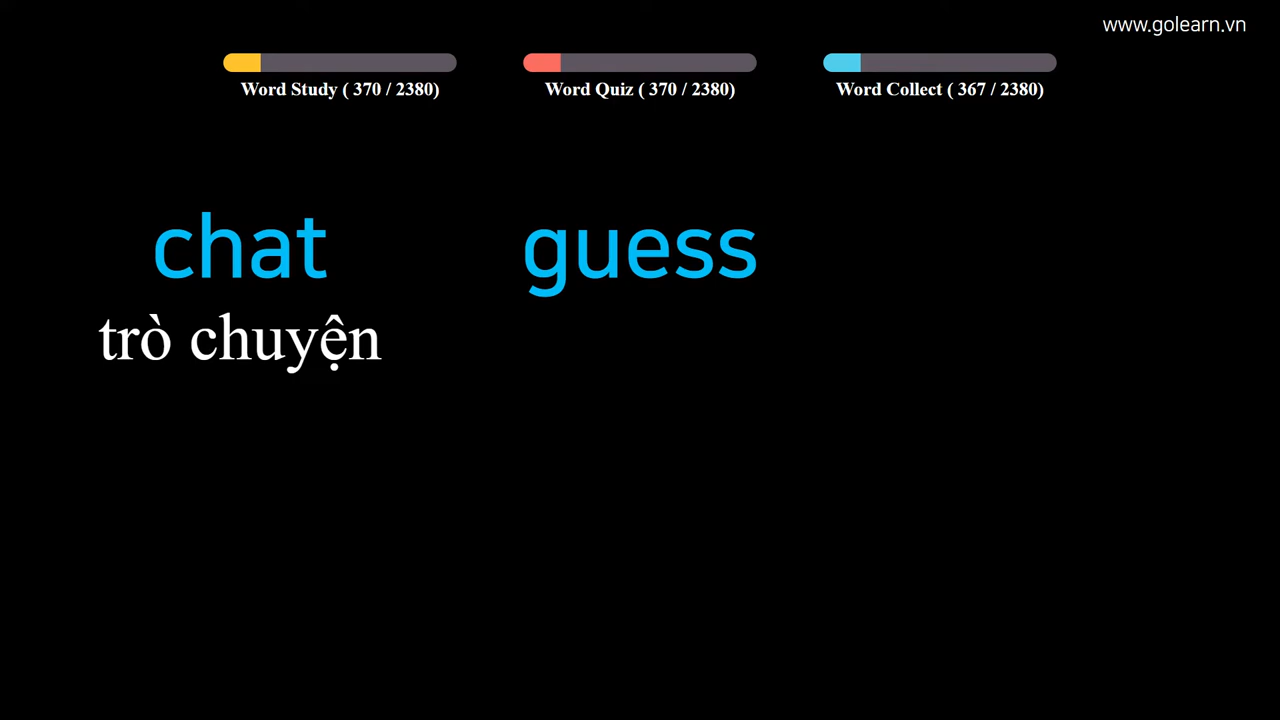 www.golearn.vn
Word Study ( 370 / 2380)
Word Quiz ( 370 / 2380)
Word Collect ( 367 / 2380)
chat
trò chuyện
guess